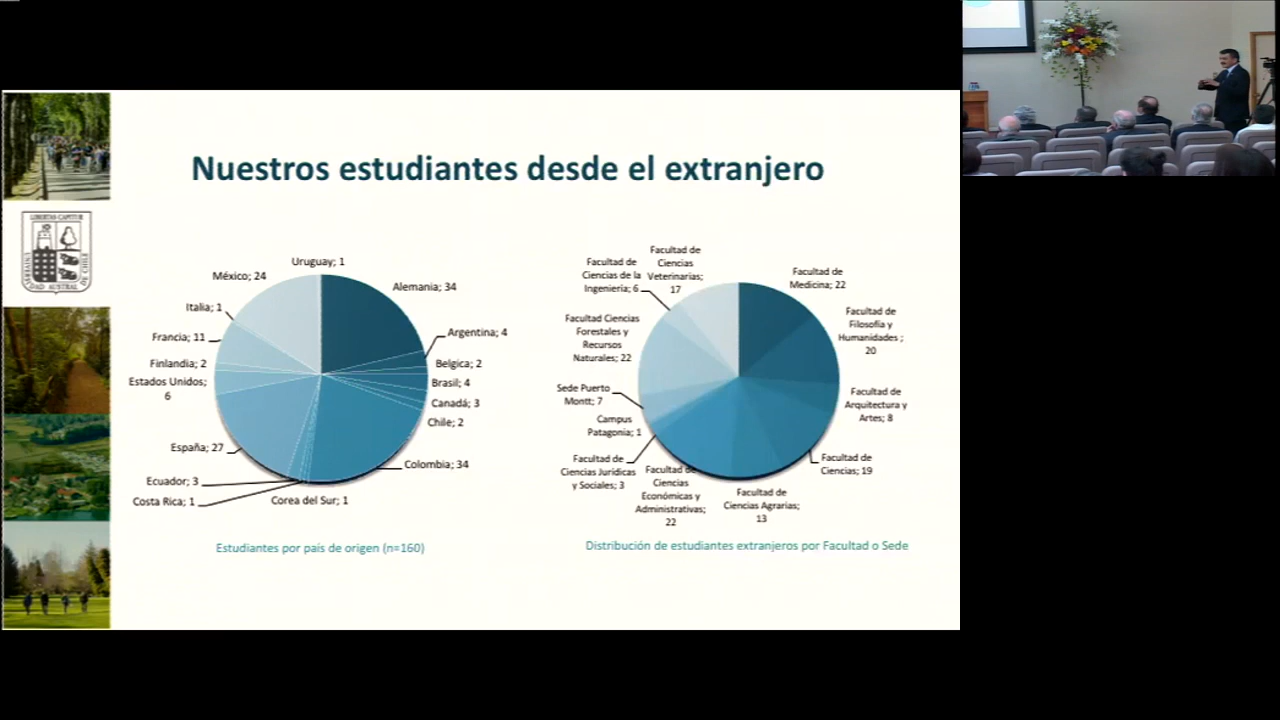 Nuestros estudiantes desde el extranjero
LIBERTAS CAPITUR
Uruguay; 1
México; 24
Alemania; 34
Italia; 1
Argentina; 4
Francia; 11
Belgica; 2
Finlandia; 2
Brasil; 4
Estados Unidos;
6
Canadá; 3
Chile; 2
España; 27
Colombia; 34
Ecuador; 3
Costa Rica; 1
Corea del Sur; 1
Estudiantes por país de origen (n=160)
Facultad de
Ciencias
Veterinarias;
17
Facultad de
Ciencias de la
Ingeniería; 6
Facultad de
Medicina; 22
Facultad de
Filosofía y
Humanidades ;
20
Facultad Ciencias
Forestales y
Recursos
Naturales; 22
Facultad de
Arquitectura y
Artes; 8
Sede Puerto
Montt; 7
Campus
Patagonia; 1
Facultad de
Ciencias; 19
Facultad de
Ciencias Jurídicas
y Sociales; 3
Facultad de
Ciencias
Económicas y
Administrativas;
22
Facultad de
Ciencias Agrarias;
13
Distribución de estudiantes extranjeros por Facultad o Sede